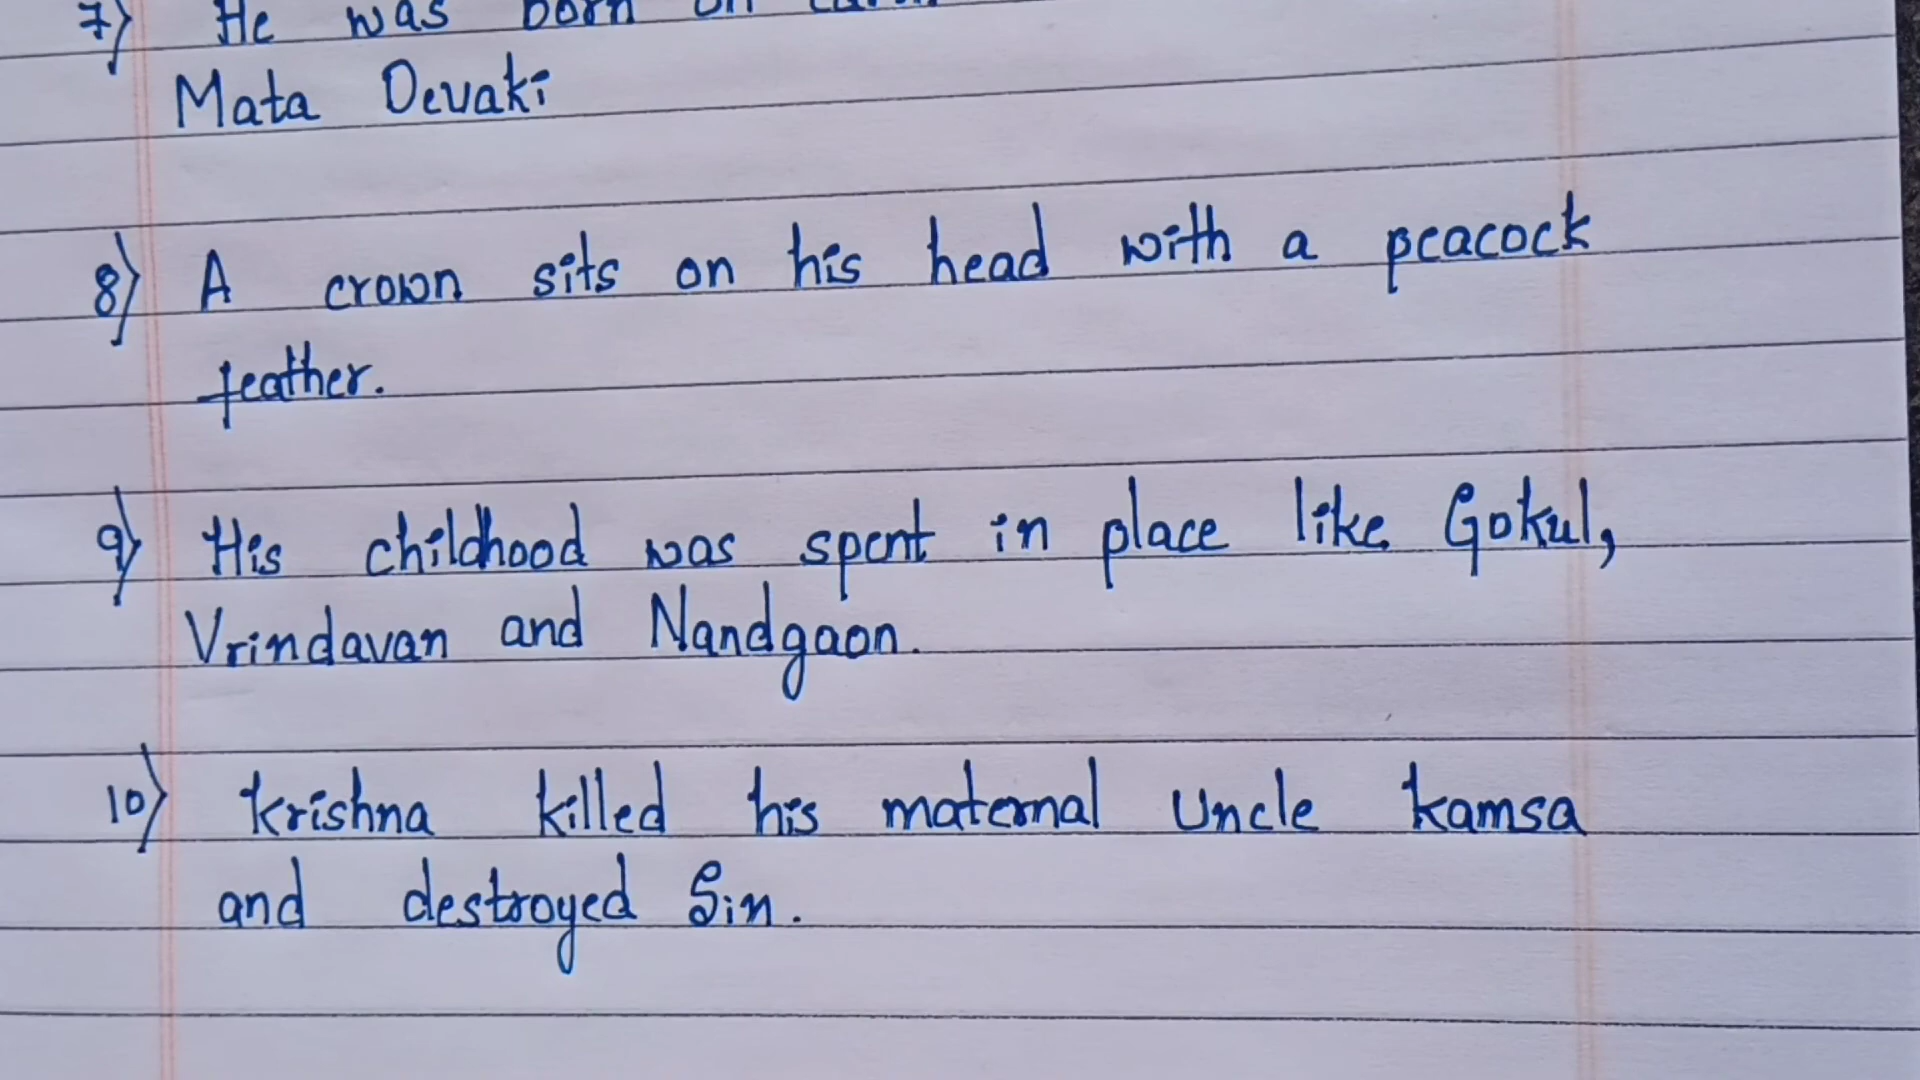 7) He was born on
Mata Devaki
8) A crown sits on his head with a peacock
feather.
9) His childhood was spent in place like Gokul,
Vrindavan and Nandgaon.
10) Krishna killed his maternal Uncle Kamsa
and destroyed Sin.